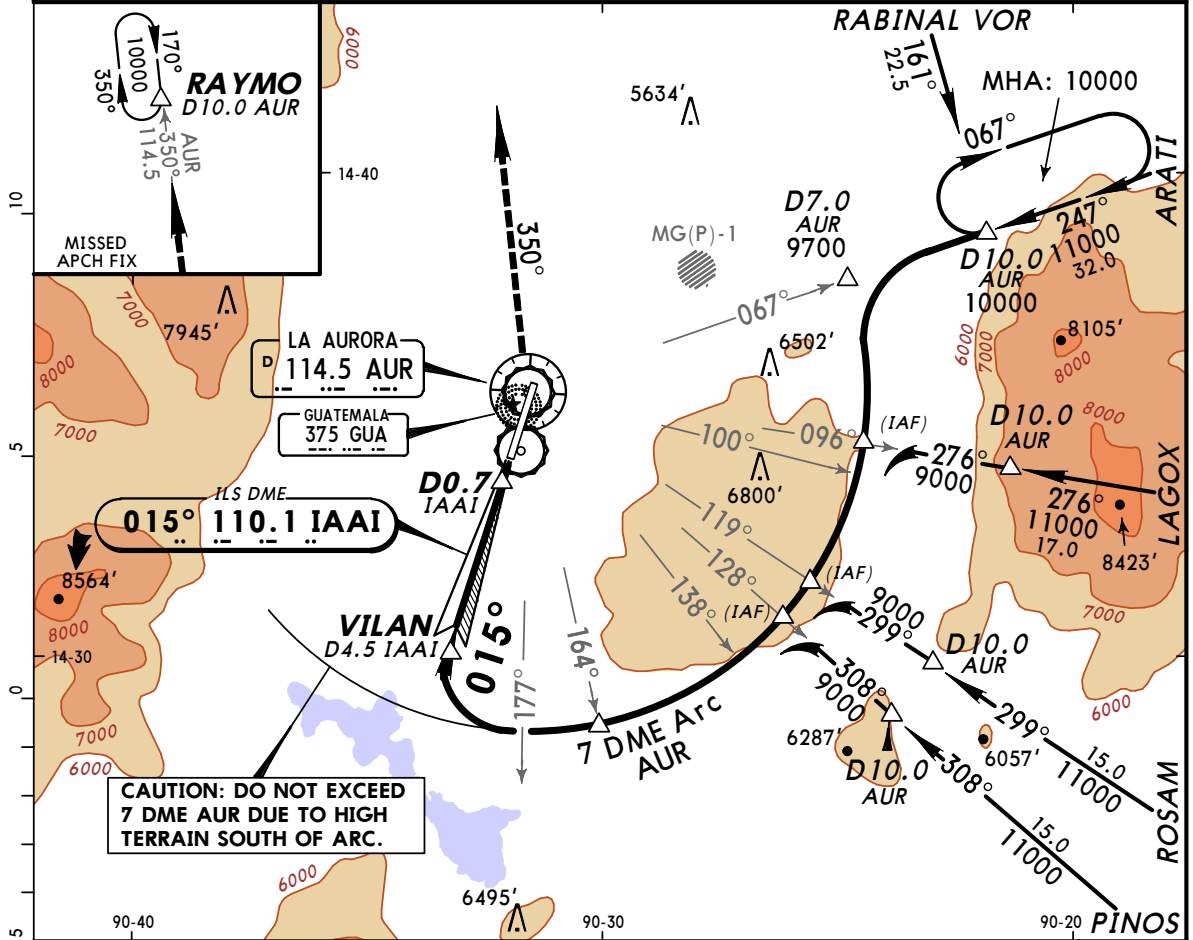 170°
10000
350°
RAYMO
D10.0 AUR
AUR
350°
114.5
MISSED
APCH FIX
6000
14-40
5634'
RABINAL VOR
161°
22.5
MHA: 10000
067°
ARATI
247°
11000
32.0
D10.0
AUR
10000
D7.0
AUR
9700
MG(P)-1
067°
350°
10
7000
7945'
8000
7000
LA AURORA
D 114.5 AUR
GUATEMALA
375 GUA
6502'
6000
7000
8105'
8000
8000
5
100°
096°
(IAF)
276°
9000
D10.0
AUR
276°
11000
17.0
LAGOX
8423'
6800'
D0.7
IAAI
ILS DME
015° 110.1 IAAI
119°
128°
138°
(IAF)
(IAF)
9000
299°
D10.0
AUR
7000
6000
8564'
8000
14-30
7000
6000
0
VILAN
D4.5 IAAI
015°
177°
164°
7 DME Arc
AUR
308°
9000
6287'
D10.0
AUR
6057'
299°
15.0
11000
ROSAM
308°
15.0
11000
PINOS
CAUTION: DO NOT EXCEED
7 DME AUR DUE TO HIGH
TERRAIN SOUTH OF ARC.
6000
6495'
5
90-40
90-30
90-20